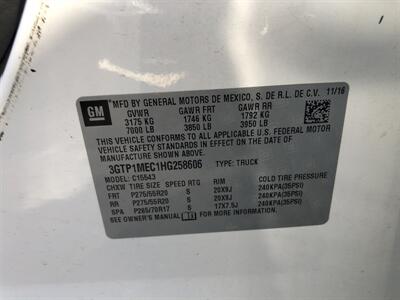 GM
MFD BY GENERAL MOTORS DE MEXICO, S. DE R.L. DE C.V. 11/16
GVWR GAWR FRT GAWR RR
3175 KG 1746 KG 1792 KG
7000 LB 3850 LB 3950 LB
THIS VEHICLE CONFORMS TO ALL APPLICABLE U.S. FEDERAL MOTOR
VEHICLE SAFETY AND THEFT PREVENTION STANDARDS IN
EFFECT ON THE DATE OF MANUFACTURE SHOWN ABOVE.
3GTP1MEC1HG258606 TYPE: TRUCK
MODEL: C15543
CHXW TIRE SIZE SPEED RTG RIM COLD TIRE PRESSURE
FRT P275/55R20 S 20X9J 240KPA(35PSI)
RR P275/55R20 S 20X9J 240KPA(35PSI)
SPA P265/70R17 S 17X7.5J 240KPA(35PSI)
SEE OWNER'S MANUAL FOR MORE INFORMATION